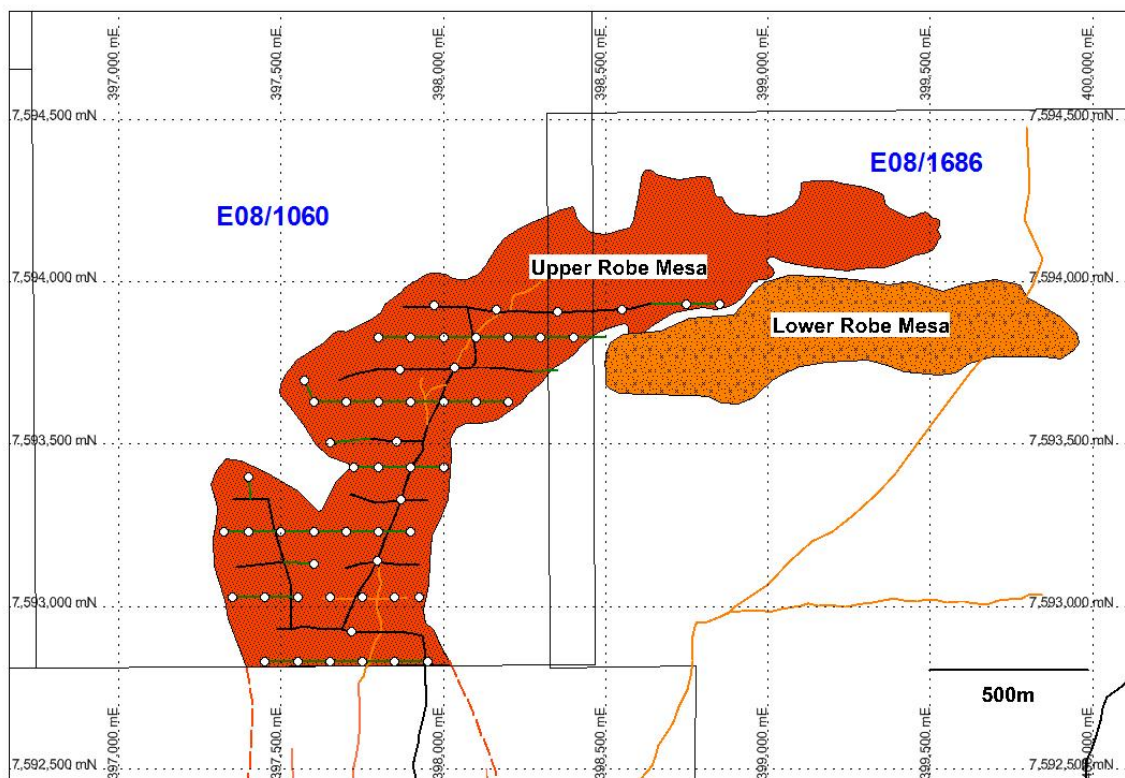 397,000 mE
397,500 mE
398,000 mE
398,500 mE
399,000 mE
399,500 mE
400,000 mE
7,594,500 mN
7,594,500 mN
E08/1686
E08/1060
Upper Robe Mesa
7,594,000 mN
7,594,000 mN
Lower Robe Mesa
7,593,500 mN
7,593,500 mN
7,593,000 mN
7,593,000 mN
500m
397,000 mE
397,500 mE
398,000 mE
398,500 mE
399,000 mE
399,500 mE
400,000 mE
7,592,500 mN
7,592,500 mN